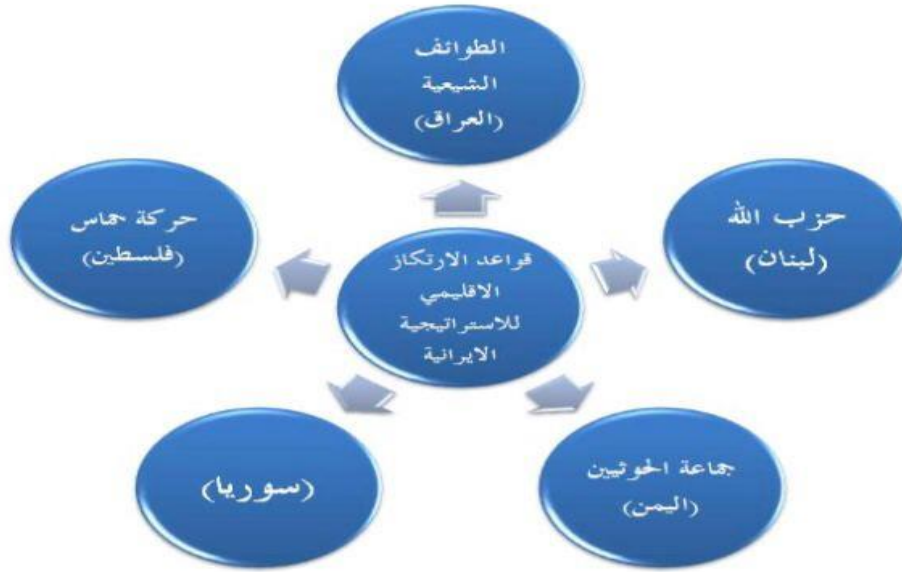 الطوائف
الشيعية
(العراق)
حزب الله
(لبنان)
حركة حماس
(فلسطين)
قواعد الارتكاز
الاقليمي
للاستراتيجية
الايرانية
جماعة الحوثيين
(اليمن)
(سوريا)